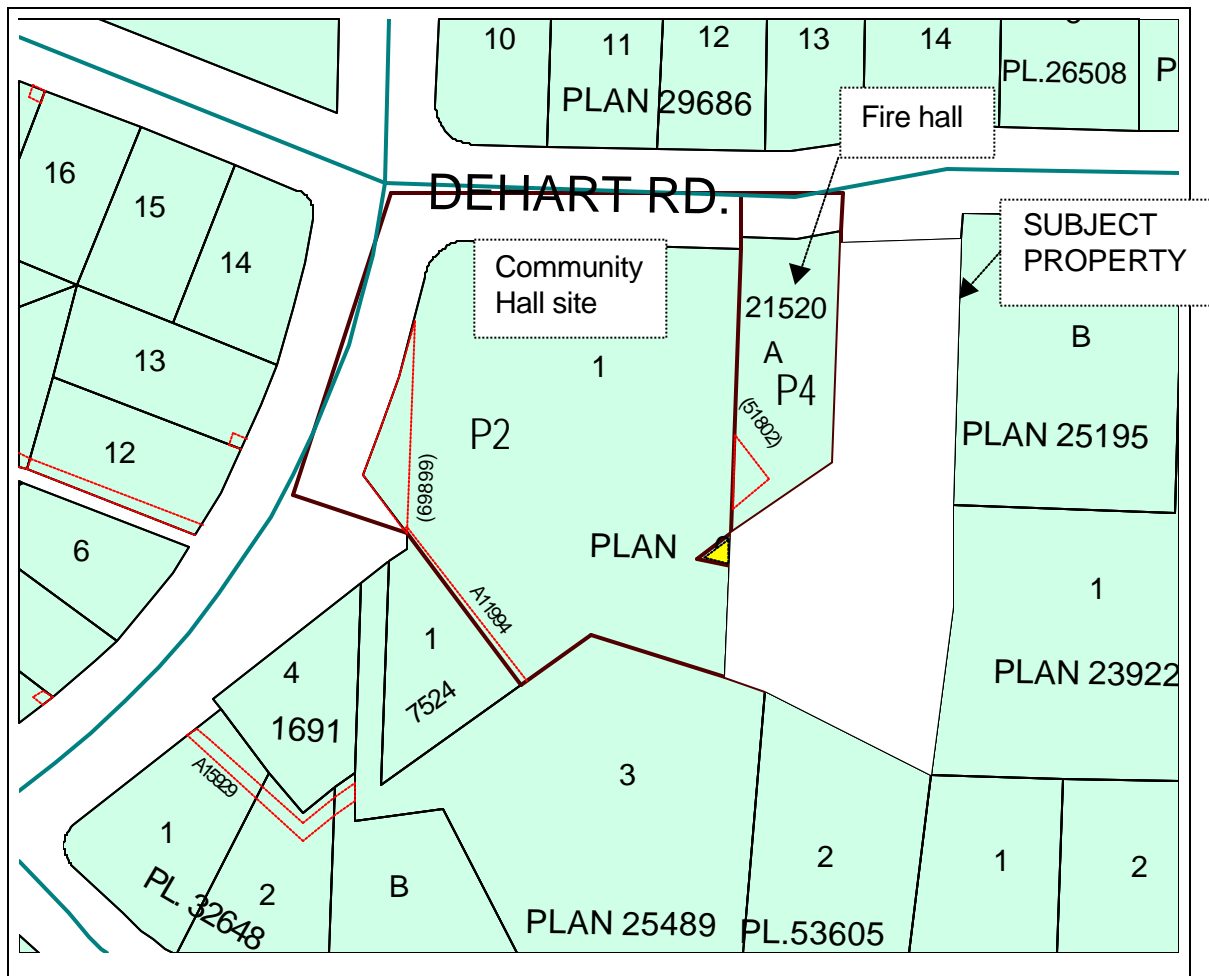 10
11
12
13
14
PL.26508
P
PLAN 29686
Fire hall
16
15
14
DEHART RD.
SUBJECT
PROPERTY
Community
Hall site
21520
A
P4
(51802)
B
PLAN 25195
13
12
1
P2
(69899)
6
PLAN
A11994
1
7524
1
PLAN 23922
4
1691
A15929
3
1
PL. 32648
2
B
PLAN 25489
2
PL.53605
1
2